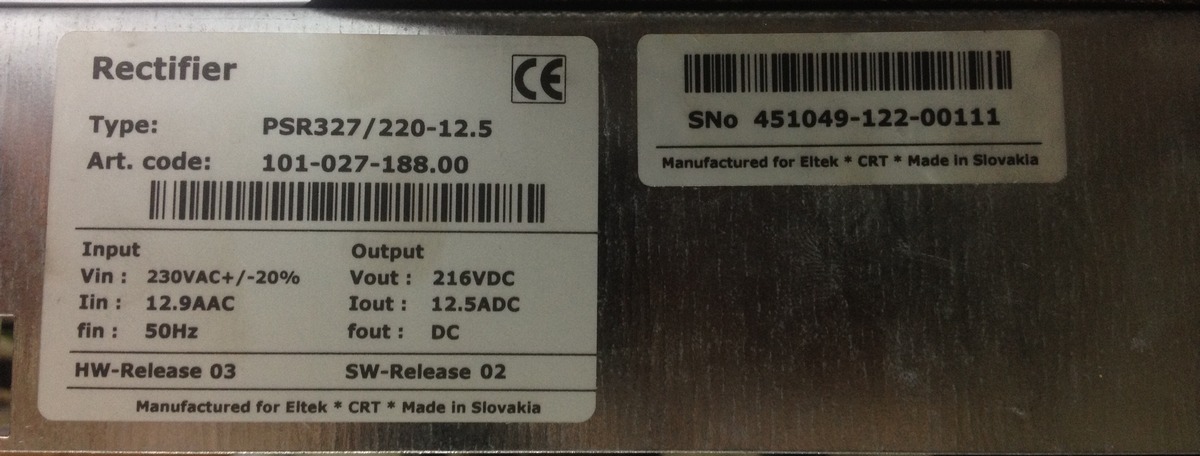 Rectifier
CE
Type: PSR327/220-12.5
Art. code: 101-027-188.00
Input Output
Vin : 230VAC+/-20% Vout : 216VDC
Iin : 12.9AAC Iout : 12.5ADC
fin : 50Hz fout : DC
HW-Release 03 SW-Release 02
Manufactured for Eltek * CRT * Made in Slovakia
SNo 451049-122-00111
Manufactured for Eltek * CRT * Made in Slovakia